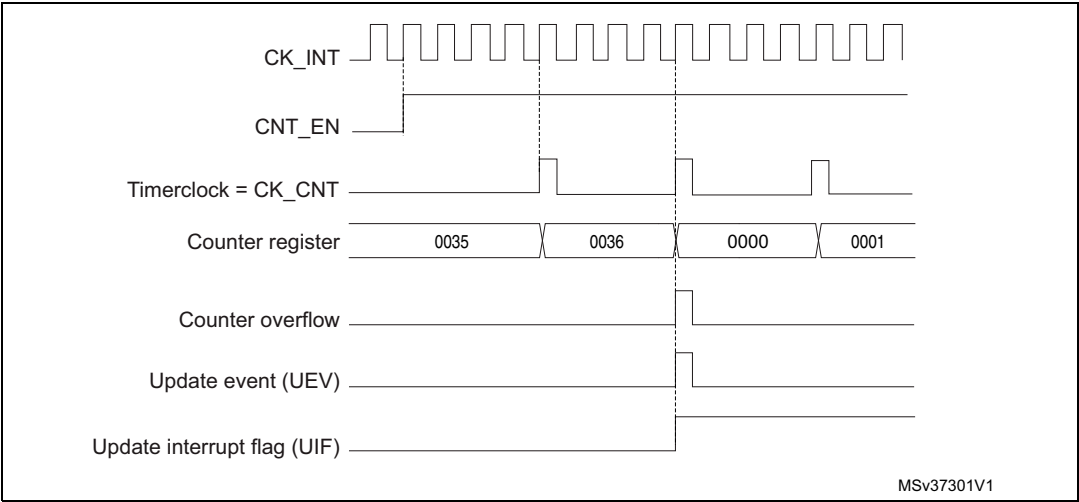 CK_INT
CNT_EN
Timerclock = CK_CNT
Counter register 0035 0036 0000 0001
Counter overflow
Update event (UEV)
Update interrupt flag (UIF)
MSv37301V1